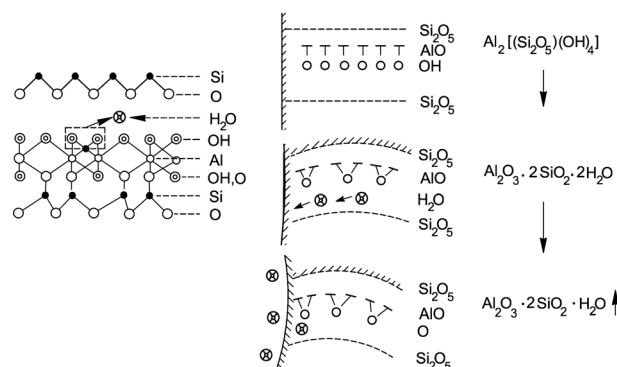 Si
O
H₂O
OH
Al
OH,O
Si
O
Si₂O₅
AlO
OH
Si₂O₅
Al₂[(Si₂O₅)(OH)₄]
Si₂O₅
AlO
H₂O
Si₂O₅
Al₂O₃·2SiO₂·2H₂O
Si₂O₅
AlO
O
Si₂O₅
Al₂O₃·2SiO₂·H₂O↑